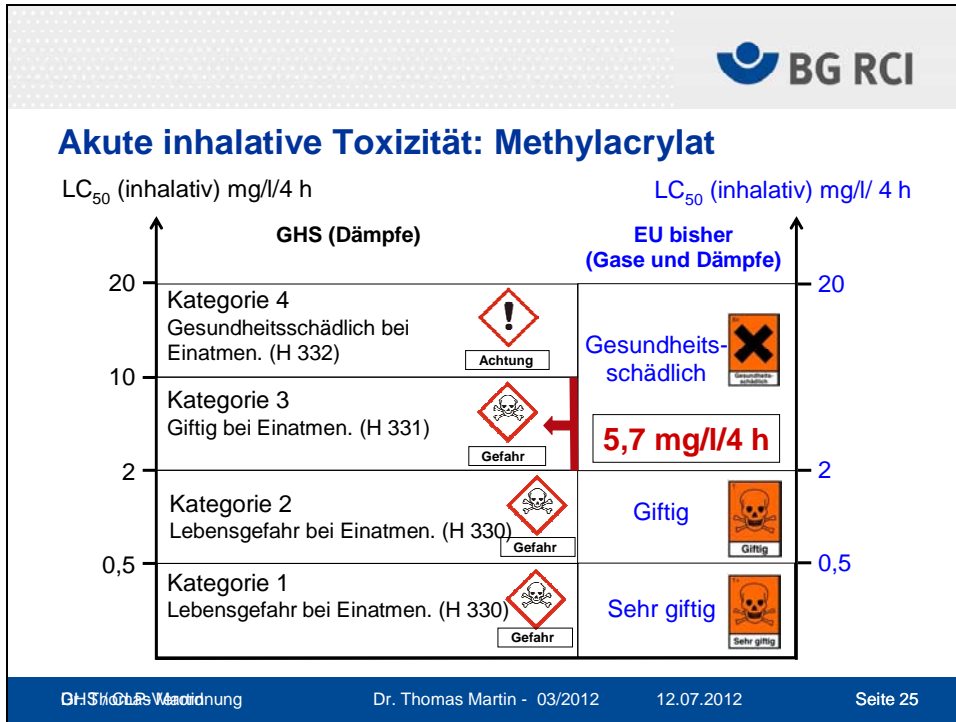 BG RCI
Akute inhalative Toxizität: Methylacrylat
LC50 (inhalativ) mg/l/4 h
LC50 (inhalativ) mg/l/ 4 h
GHS (Dämpfe)
EU bisher
(Gase und Dämpfe)
20
Kategorie 4
Gesundheitsschädlich bei
Einatmen. (H 332)
!
Achtung
Gesundheits-
schädlich
Xn
Gesundheits-
schädlich
20
10
Kategorie 3
Giftig bei Einatmen. (H 331)
Gefahr
5,7 mg/l/4 h
2
2
Kategorie 2
Lebensgefahr bei Einatmen. (H 330)
Gefahr
Giftig
T
Giftig
0,5
0,5
Kategorie 1
Lebensgefahr bei Einatmen. (H 330)
Gefahr
Sehr giftig
T+
Sehr giftig
Dr. Thomas Martin - 03/2012
12.07.2012
Seite 25